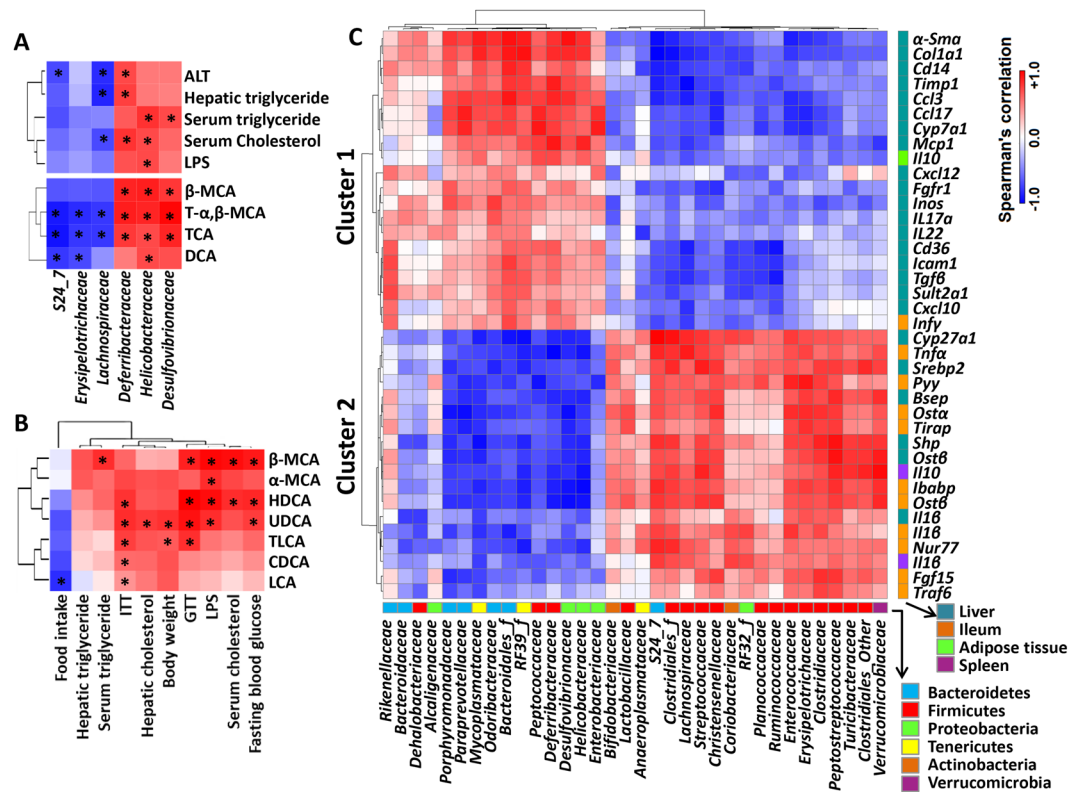 A
ALT
Hepatic triglyceride
Serum triglyceride
Serum Cholesterol
LPS
β-MCA
T-α,β-MCA
TCA
DCA
S24_7
Erysipelotrichaceae
Lachnospiraceae
Deferribacteraceae
Helicobacteraceae
Desulfovibrionaceae
B
β-MCA
α-MCA
HDCA
UDCA
TLCA
CDCA
LCA
Food intake
Hepatic triglyceride
Serum triglyceride
ITT
Hepatic cholesterol
Body weight
GTT
LPS
Serum cholesterol
Fasting blood glucose
C
Cluster 1
Cluster 2
α-Sma
Col1a1
Cd14
Timp1
Ccl3
Ccl17
Cyp7a1
Mcp1
Il10
Cxcl12
Fgfr1
Inos
IL17a
IL22
Cd36
Icam1
Tgfβ
Sult2a1
Cxcl10
Infγ
Cyp27a1
Tnfα
Srebp2
Pyy
Bsep
Ostα
Tirap
Shp
Ostβ
Il10
Ibabp
Ostβ
Il1β
Il1β
Nur77
Il1β
Fgf15
Traf6
Spearman's correlation
+1.0
0.0
-1.0
Rikenellaceae
Bacteroidaceae
Dehalobacteriaceae
Alcaligenaceae
Porphyromonadaceae
Paraprevotellaceae
Mycoplasmataceae
Odoribacteraceae
Bacteroidales_f
RF39_f
Peptococcaceae
Deferribacteraceae
Desulfovibrionaceae
Helicobacteraceae
Enterobacteriaceae
Bifidobacteriaceae
Lactobacillaceae
Anaeroplasmataceae
S24_7
Clostridiales_f
Lachnospiraceae
Streptococcaceae
Christensenellaceae
Coriobacteriaceae
RF32_f
Planococcaceae
Ruminococcaceae
Enterococcaceae
Erysipelotrichaceae
Clostridiaceae
Peptostreptococcaceae
Turicibacteraceae
Clostridiales_Other
Verrucomicrobiaceae
Liver
Ileum
Adipose tissue
Spleen
Bacteroidetes
Firmicutes
Proteobacteria
Tenericutes
Actinobacteria
Verrucomicrobia